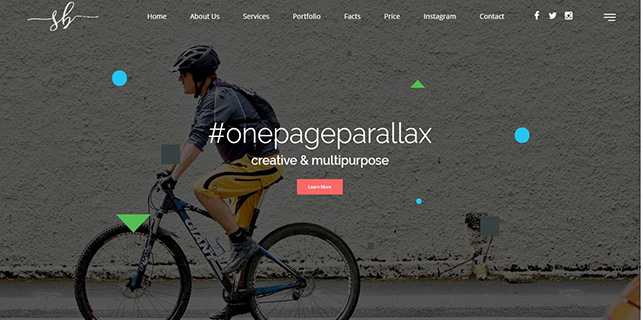 sb
Home About Us Services Portfolio Facts Price Instagram Contact
#onepageparallax
creative & multipurpose
Learn More
GIANT